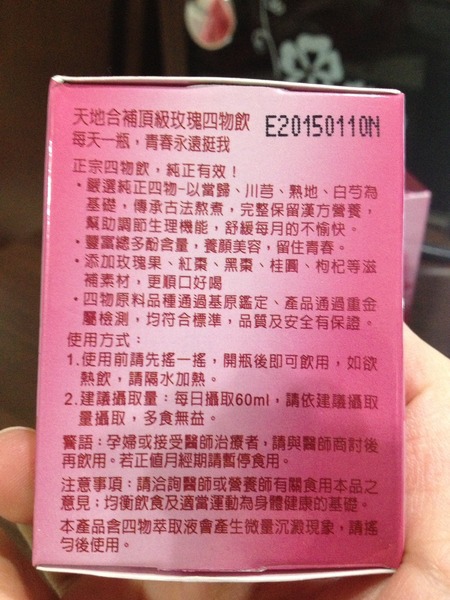 天地合補頂級玫瑰四物飲
E20150110N
每天一瓶，青春永遠挺我
正宗四物飲，純正有效！
•嚴選純正四物-以當歸、川芎、熟地、白芍為
基礎，傳承古法熬煮，完整保留漢方營養，
幫助調節生理機能，舒緩每月的不愉快。
•豐富總多酚含量，養顏美容，留住青春。
•添加玫瑰果、紅棗、黑棗、桂圓、枸杞等滋
補素材，更順口好喝
•四物原料品種通過基原鑑定、產品通過重金
屬檢測，均符合標準，品質及安全有保證。
使用方式：
1.使用前請先搖一搖，開瓶後即可飲用，如欲
熱飲，請隔水加熱。
2.建議攝取量：每日攝取60ml，請依建議攝取
量攝取，多食無益。
警語：孕婦或接受醫師治療者，請與醫師商討後
再飲用。若正值月經期請暫停食用。
注意事項：請洽詢醫師或營養師有關食用本品之
意見；均衡飲食及適當運動為身體健康的基礎。
本產品含四物萃取液會產生微量沉澱現象，請搖
勻後使用。